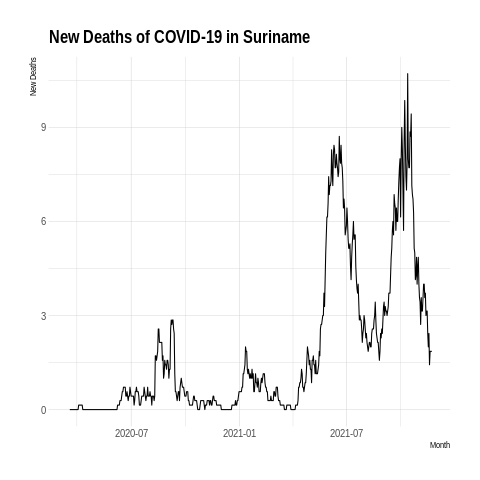 New Deaths of COVID-19 in Suriname
New Deaths
9
6
3
0
2020-07
2021-01
2021-07
Month